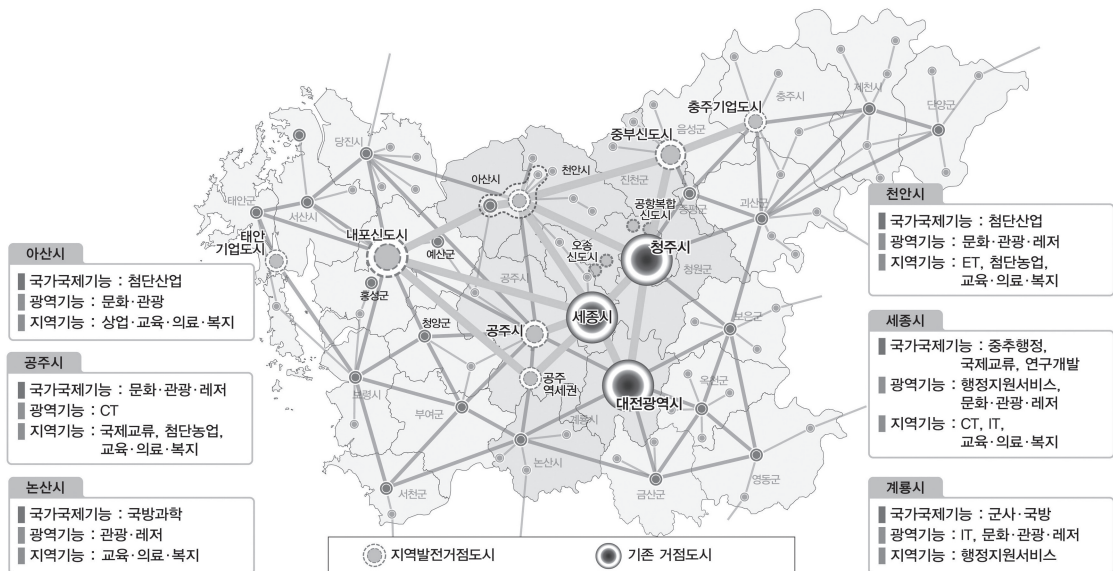 제천시
충주시
단양군
충주기업도시
음성군
중부신도시
당진시
천안시
아산시
진천군
공항복합
신도시
증평군
괴산군
태안군
서산시
태안
기업도시
내포신도시
예산군
오송
신도시
청주시
청원군
홍성군
공주시
세종시
보은군
청양군
공주시
공주
역세권
대전광역시
옥천군
보령시
부여군
계룡시
논산시
서천군
금산군
영동군
아산시
국가국제기능 : 첨단산업
광역기능 : 문화·관광
지역기능 : 상업·교육·의료·복지
공주시
국가국제기능 : 문화·관광·레저
광역기능 : CT
지역기능 : 국제교류, 첨단농업,
교육·의료·복지
논산시
국가국제기능 : 국방과학
광역기능 : 관광·레저
지역기능 : 교육·의료·복지
천안시
국가국제기능 : 첨단산업
광역기능 : 문화·관광·레저
지역기능 : ET, 첨단농업,
교육·의료·복지
세종시
국가국제기능 : 중추행정,
국제교류, 연구개발
광역기능 : 행정지원서비스,
문화·관광·레저
지역기능 : CT, IT,
교육·의료·복지
계룡시
국가국제기능 : 군사·국방
광역기능 : IT, 문화·관광·레저
지역기능 : 행정지원서비스
지역발전거점도시
기존 거점도시